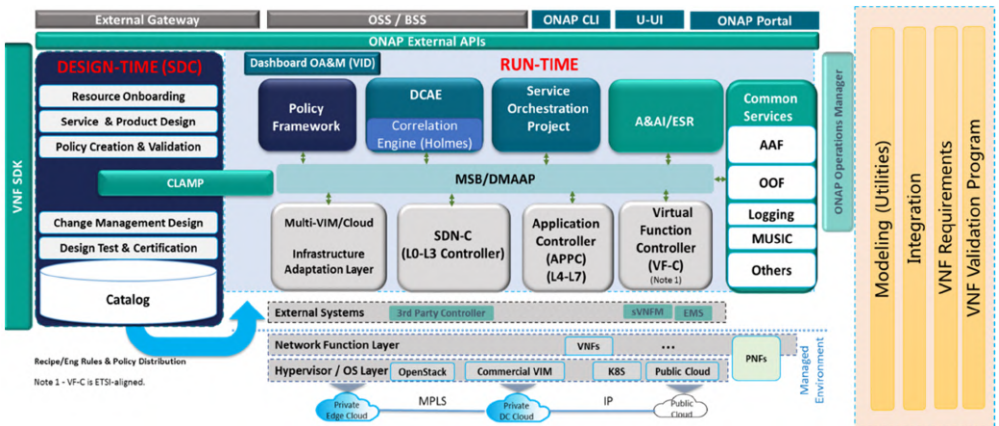 External Gateway
OSS / BSS
ONAP CLI
U-UI
ONAP Portal
ONAP External APIs
VNF SDK
DESIGN-TIME (SDC)
Resource Onboarding
Service & Product Design
Policy Creation & Validation
CLAMP
Change Management Design
Design Test & Certification
Catalog
Dashboard OA&M (VID)
RUN-TIME
Policy
Framework
DCAE
Correlation
Engine (Holmes)
Service
Orchestration
Project
A&AI/ESR
MSB/DMAAP
Multi-VIM/Cloud
Infrastructure
Adaptation Layer
SDN-C
(L0-L3 Controller)
Application
Controller
(APPC)
(L4-L7)
Virtual
Function
Controller
(VF-C)
(Note 1)
Common
Services
AAF
OOF
Logging
MUSIC
Others
ONAP Operations Manager
Modeling (Utilities)
Integration
VNF Requirements
VNF Validation Program
External Systems
3rd Party Controller
sVNFM
EMS
Network Function Layer
VNFs
...
PNFs
Hypervisor / OS Layer
OpenStack
Commercial VIM
K8S
Public Cloud
Managed
Environment
Recipe/Eng Rules & Policy Distribution
Note 1 - VF-C is ETSI-aligned.
Private
Edge Cloud
MPLS
Private
DC Cloud
IP
Public
Cloud